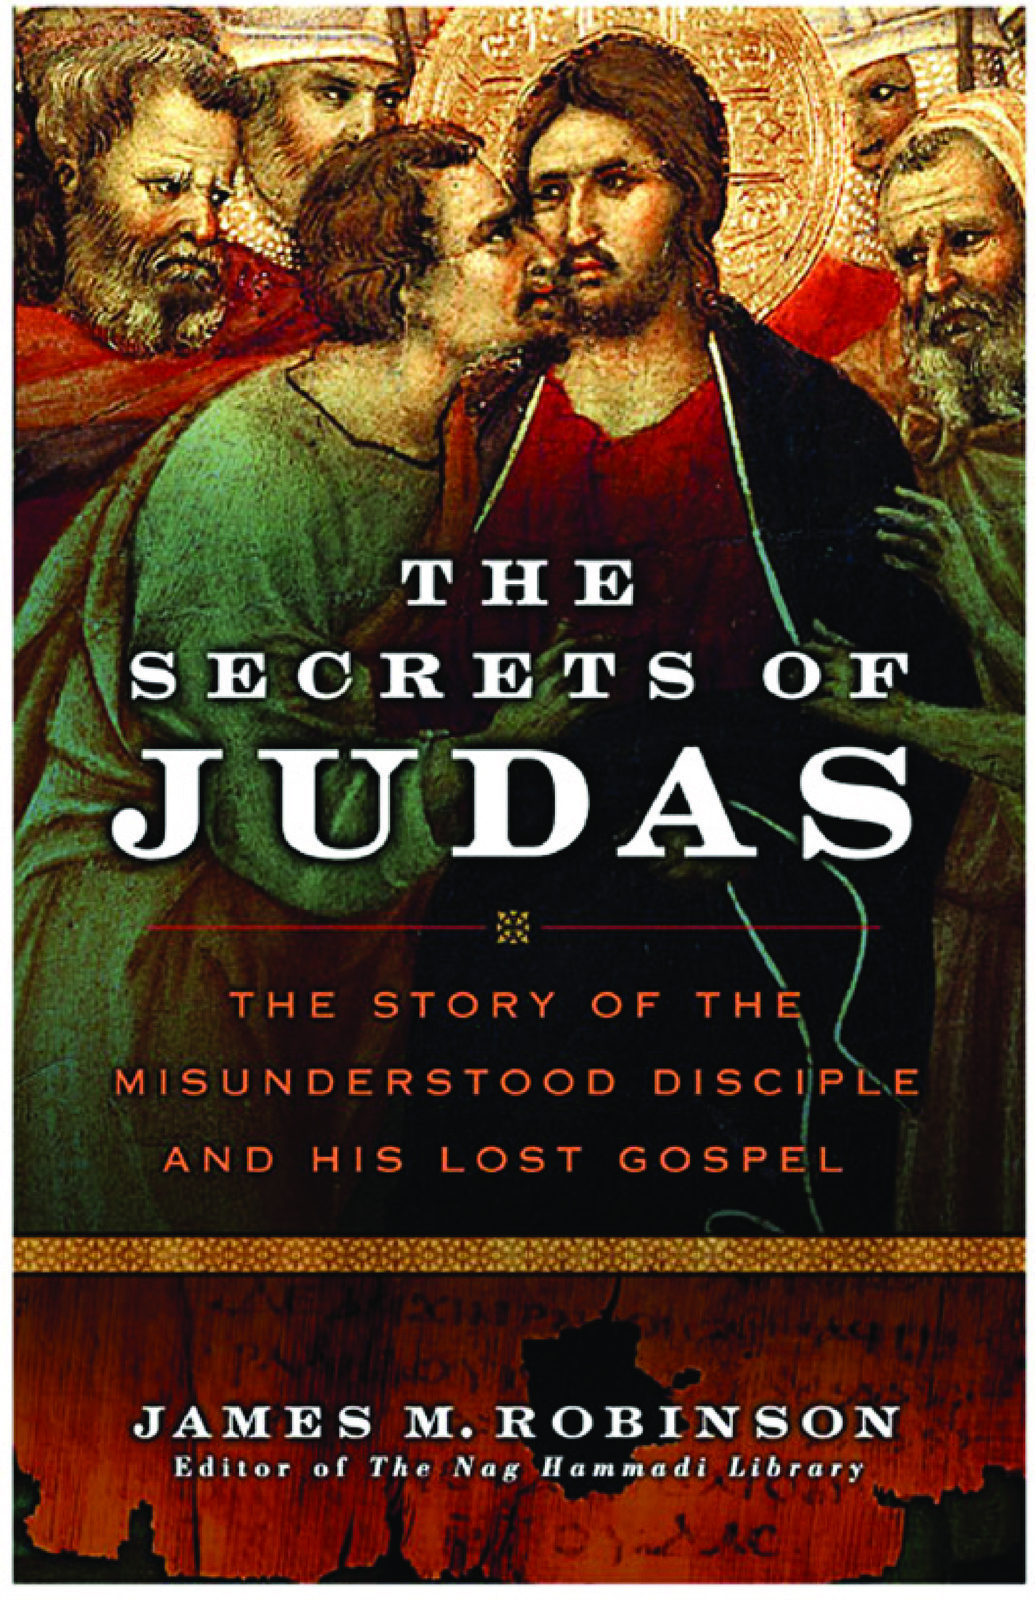 THE
SECRETS OF
JUDAS
THE STORY OF THE
MISUNDERSTOOD DISCIPLE
AND HIS LOST GOSPEL
JAMES M. ROBINSON
Editor of The Nag Hammadi Library